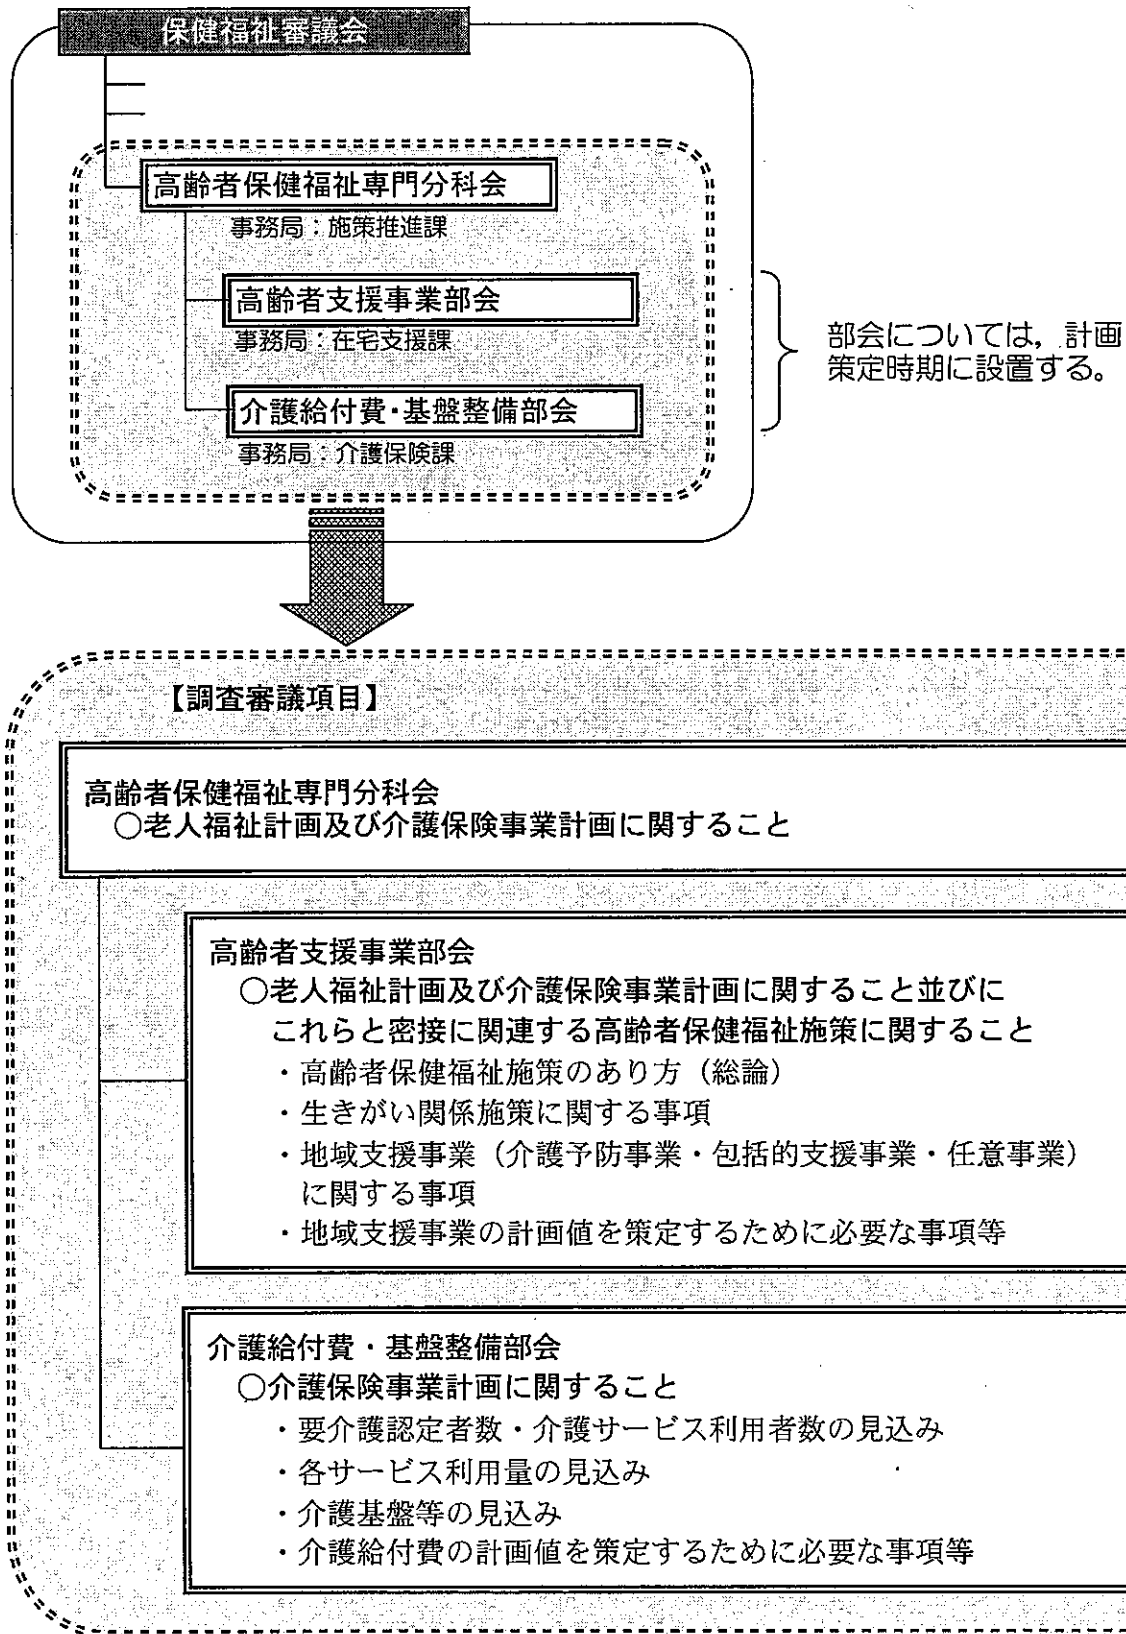 保健福祉審議会
高齢者保健福祉専門分科会
事務局：施策推進課
高齢者支援事業部会
事務局：在宅支援課
介護給付費・基盤整備部会
事務局：介護保険課
部会については，計画
策定時期に設置する。
【調査審議項目】
高齢者保健福祉専門分科会
○老人福祉計画及び介護保険事業計画に関すること
高齢者支援事業部会
○老人福祉計画及び介護保険事業計画に関すること並びに
これらと密接に関連する高齢者保健福祉施策に関すること
・高齢者保健福祉施策のあり方（総論）
・生きがい関係施策に関する事項
・地域支援事業（介護予防事業・包括的支援事業・任意事業）
に関する事項
・地域支援事業の計画値を策定するために必要な事項等
介護給付費・基盤整備部会
○介護保険事業計画に関すること
・要介護認定者数・介護サービス利用者数の見込み
・各サービス利用量の見込み
・介護基盤等の見込み
・介護給付費の計画値を策定するために必要な事項等